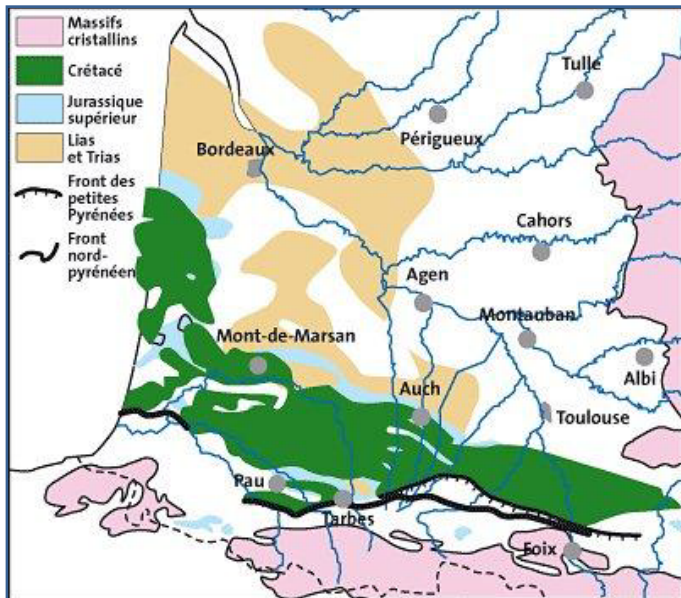 Massifs
cristallins
Crétacé
Jurassique
supérieur
Lias
et Trias
Front des
petites
Pyrénées
Front
nord-
pyrénéen
Tulle
Périgueux
Bordeaux
Cahors
Agen
Montauban
Mont-de-Marsan
Albi
Auch
Toulouse
Pau
Tarbes
Foix